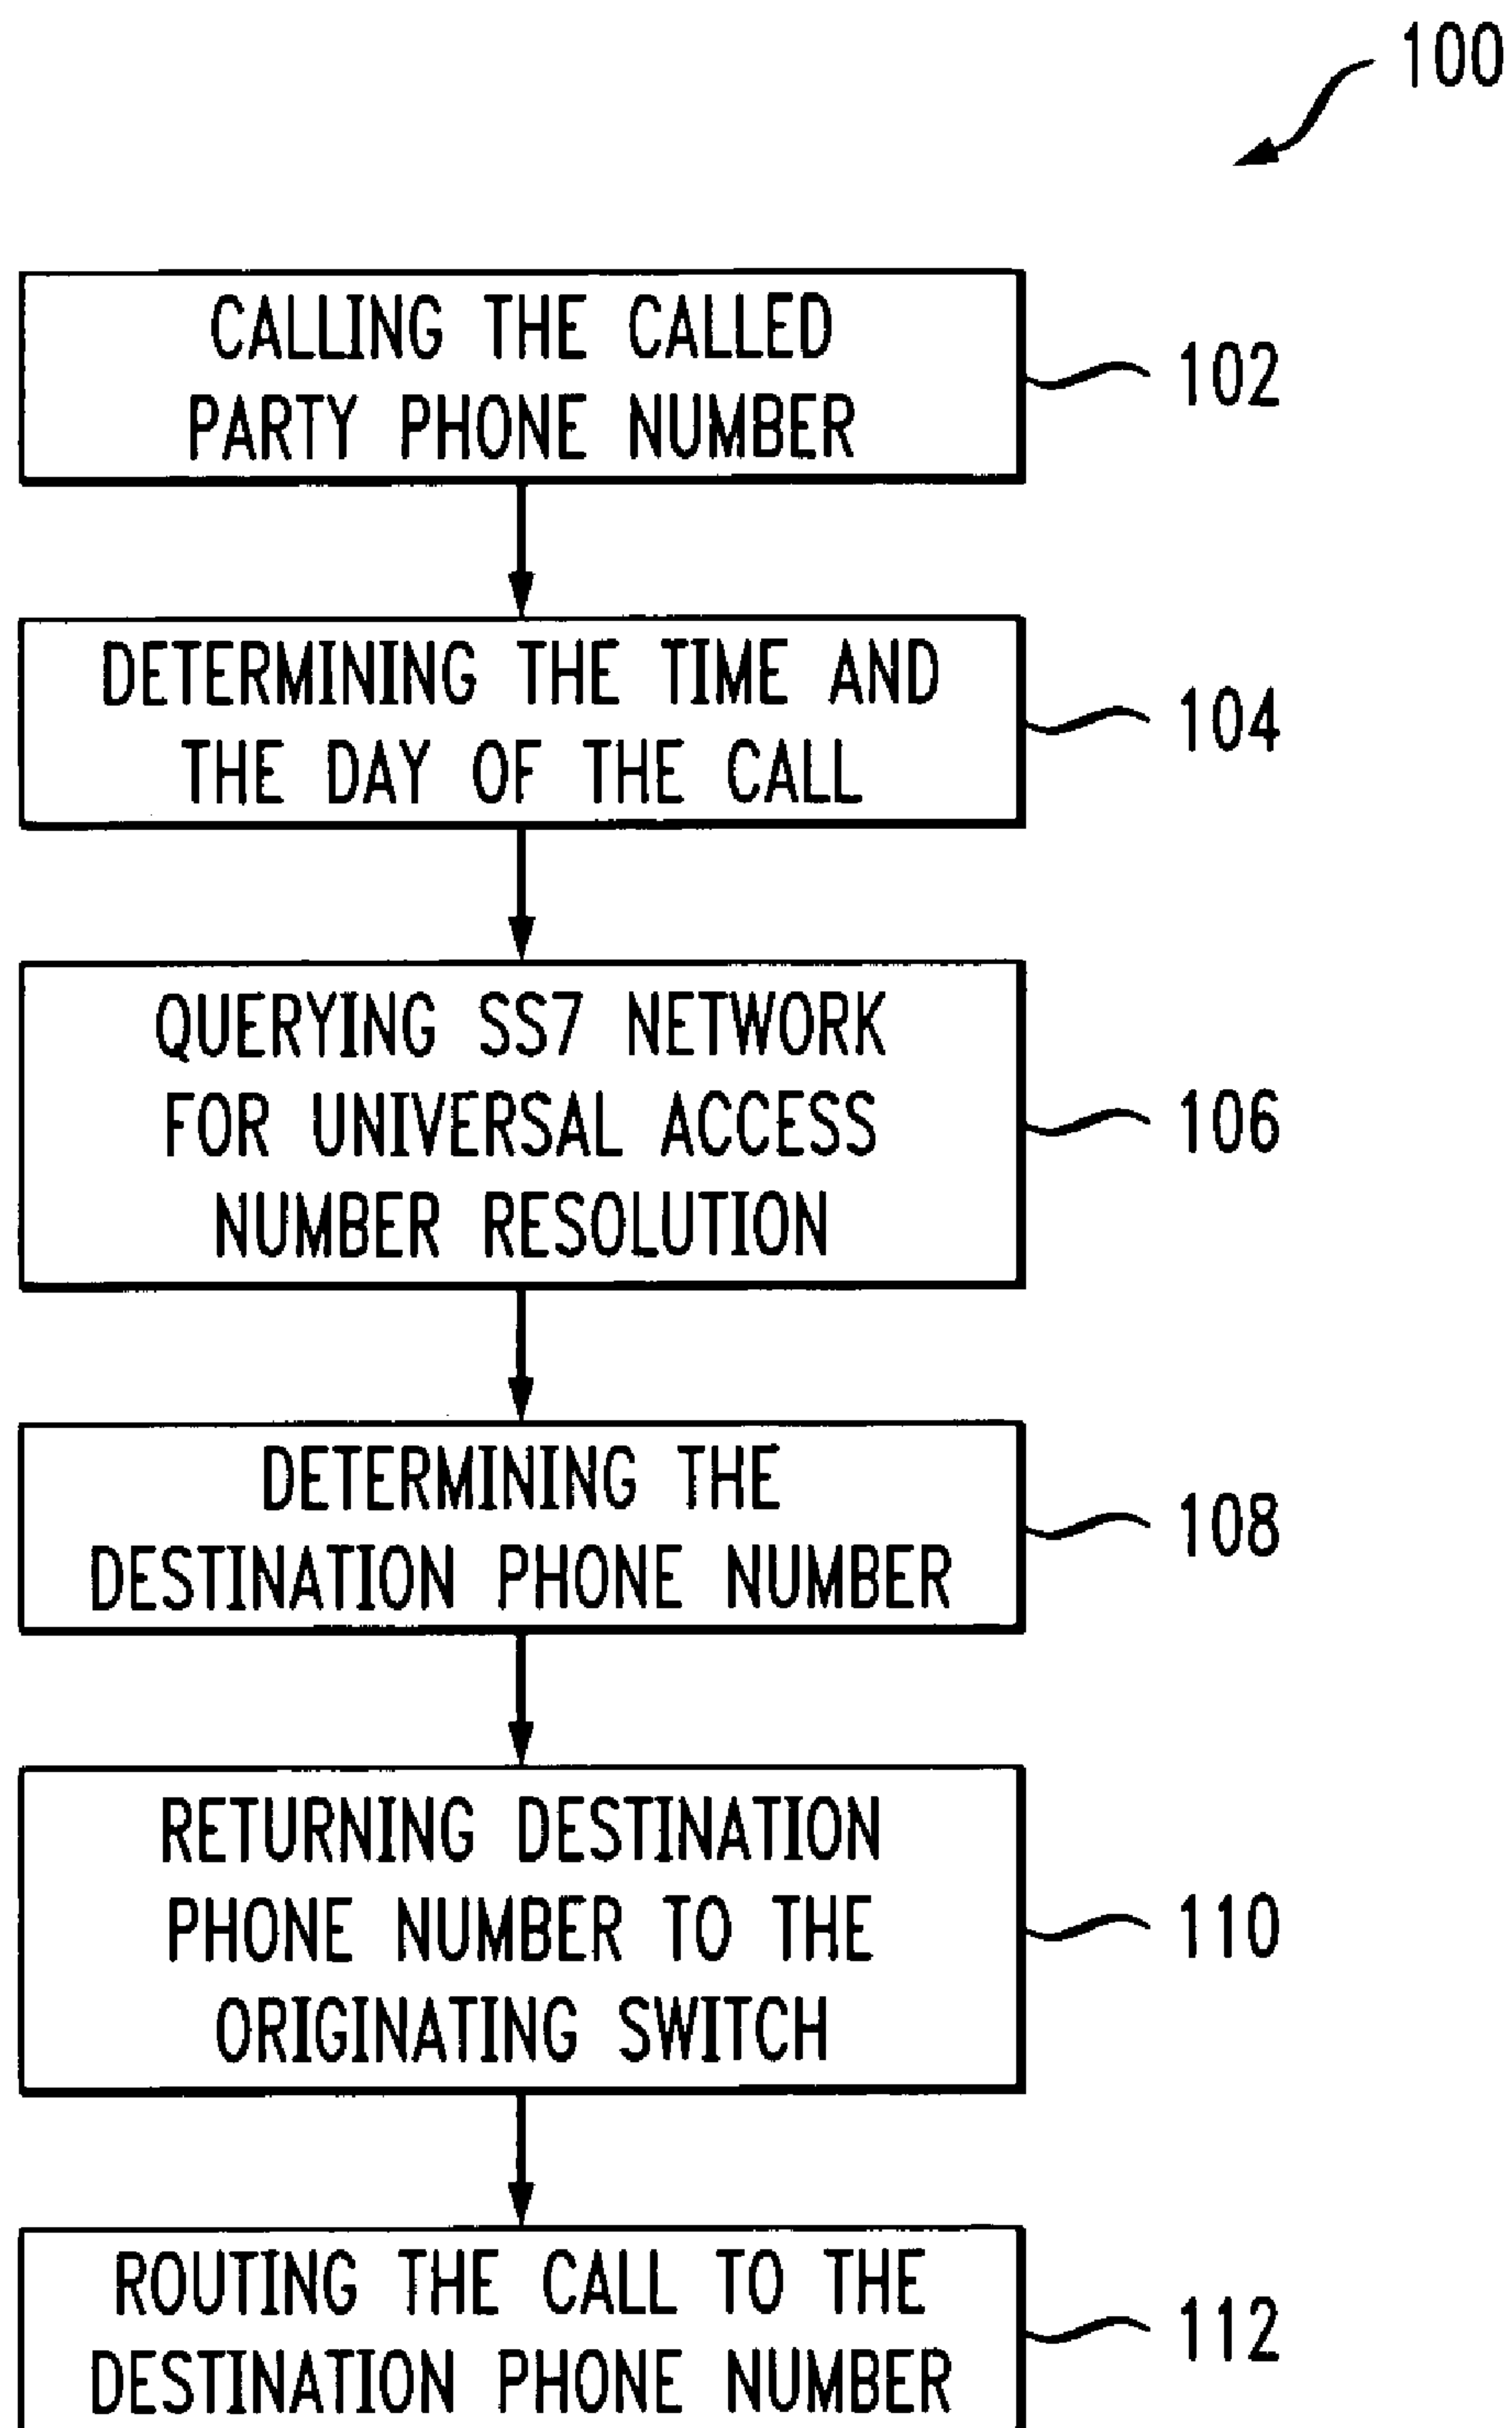 100
CALLING THE CALLED
PARTY PHONE NUMBER
102
DETERMINING THE TIME AND
THE DAY OF THE CALL
104
QUERYING SS7 NETWORK
FOR UNIVERSAL ACCESS
NUMBER RESOLUTION
106
DETERMINING THE
DESTINATION PHONE NUMBER
108
RETURNING DESTINATION
PHONE NUMBER TO THE
ORIGINATING SWITCH
110
ROUTING THE CALL TO THE
DESTINATION PHONE NUMBER
112